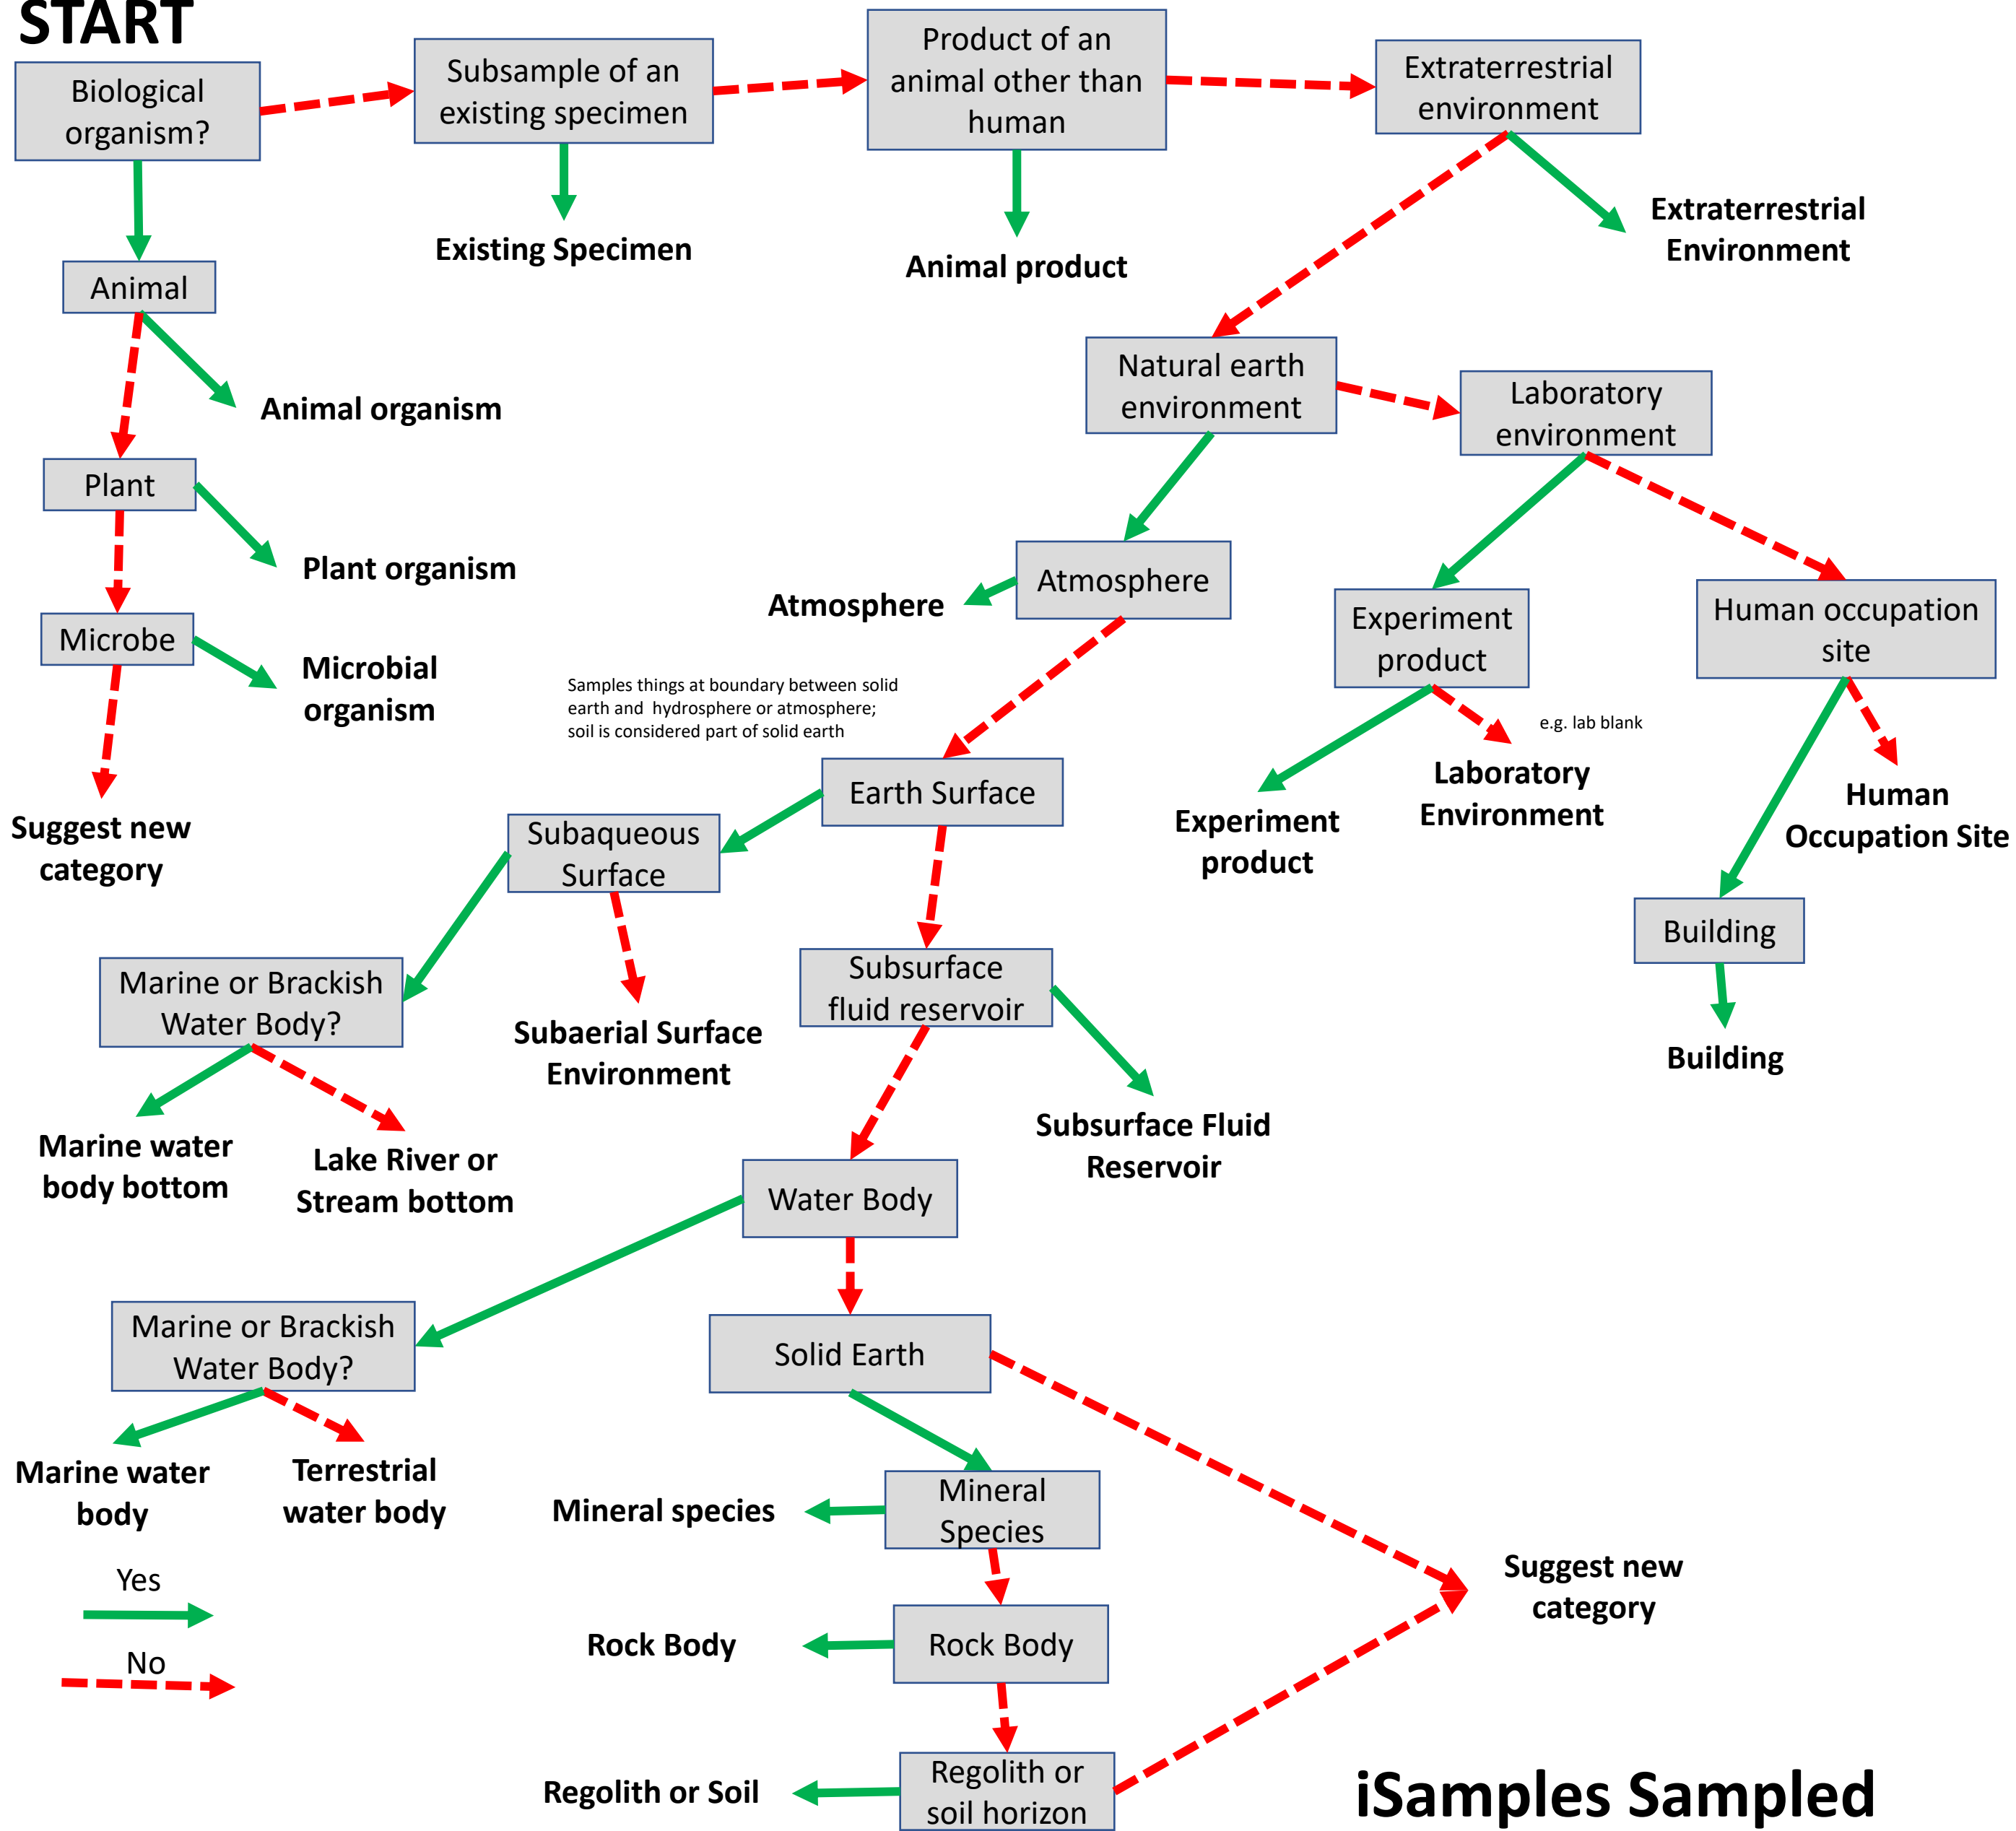 START
Biological
organism?
Subsample of an
existing specimen
Product of an
animal other than
human
Extraterrestrial
environment
Existing Specimen
Animal product
Extraterrestrial
Environment
Animal
Animal organism
Natural earth
environment
Laboratory
environment
Plant
Plant organism
Atmosphere
Atmosphere
Experiment
product
Human occupation
site
Microbe
Microbial
organism
Samples things at boundary between solid
earth and  hydrosphere or atmosphere;
soil is considered part of solid earth
e.g. lab blank
Laboratory
Environment
Human
Occupation Site
Experiment
product
Suggest new
category
Earth Surface
Subaqueous
Surface
Building
Building
Marine or Brackish
Water Body?
Subaerial Surface
Environment
Subsurface
fluid reservoir
Subsurface Fluid
Reservoir
Marine water
body bottom
Lake River or
Stream bottom
Water Body
Marine or Brackish
Water Body?
Solid Earth
Marine water
body
Terrestrial
water body
Mineral species
Mineral
Species
Suggest new
category
Yes
No
Rock Body
Rock Body
Regolith or Soil
Regolith or
soil horizon
iSamples Sampled